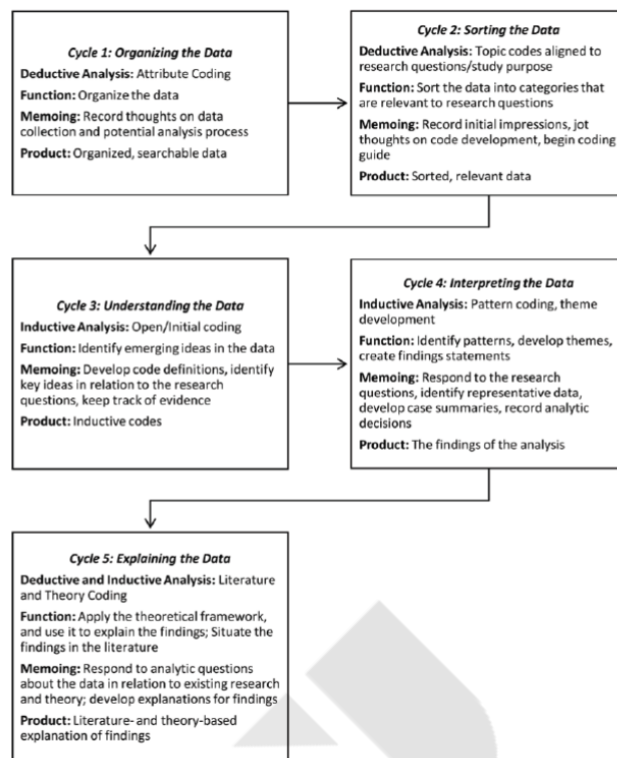 Cycle 1: Organizing the Data
Deductive Analysis: Attribute Coding
Function: Organize the data
Memoing: Record thoughts on data
collection and potential analysis process
Product: Organized, searchable data
Cycle 2: Sorting the Data
Deductive Analysis: Topic codes aligned to
research questions/study purpose
Function: Sort the data into categories that
are relevant to research questions
Memoing: Record initial impressions, jot
thoughts on code development, begin coding
guide
Product: Sorted, relevant data
Cycle 3: Understanding the Data
Inductive Analysis: Open/Initial coding
Function: Identify emerging ideas in the data
Memoing: Develop code definitions, identify
key ideas in relation to the research
questions, keep track of evidence
Product: Inductive codes
Cycle 4: Interpreting the Data
Inductive Analysis: Pattern coding, theme
development
Function: Identify patterns, develop themes,
create findings statements
Memoing: Respond to the research
questions, identify representative data,
develop case summaries, record analytic
decisions
Product: The findings of the analysis
Cycle 5: Explaining the Data
Deductive and Inductive Analysis: Literature
and Theory Coding
Function: Apply the theoretical framework,
and use it to explain the findings; Situate the
findings in the literature
Memoing: Respond to analytic questions
about the data in relation to existing research
and theory; develop explanations for findings
Product: Literature- and theory-based
explanation of findings